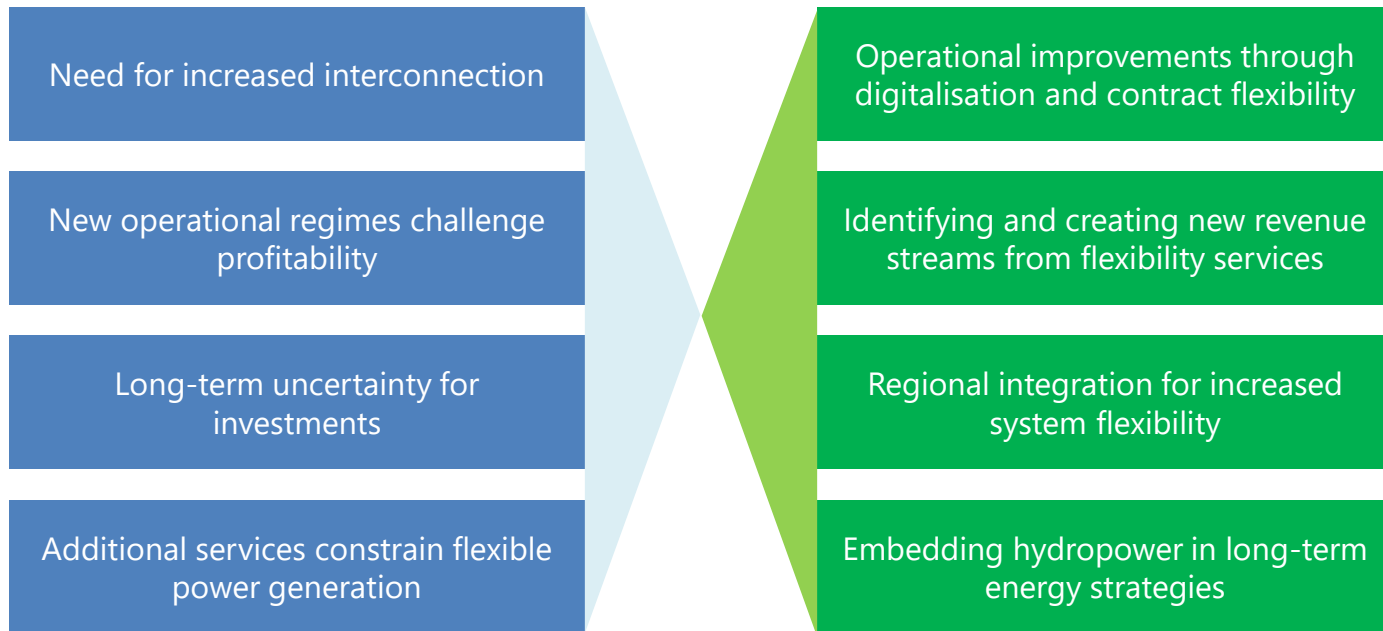 Need for increased interconnection
New operational regimes challenge
profitability
Long-term uncertainty for
investments
Additional services constrain flexible
power generation
Operational improvements through
digitalisation and contract flexibility
Identifying and creating new revenue
streams from flexibility services
Regional integration for increased
system flexibility
Embedding hydropower in long-term
energy strategies